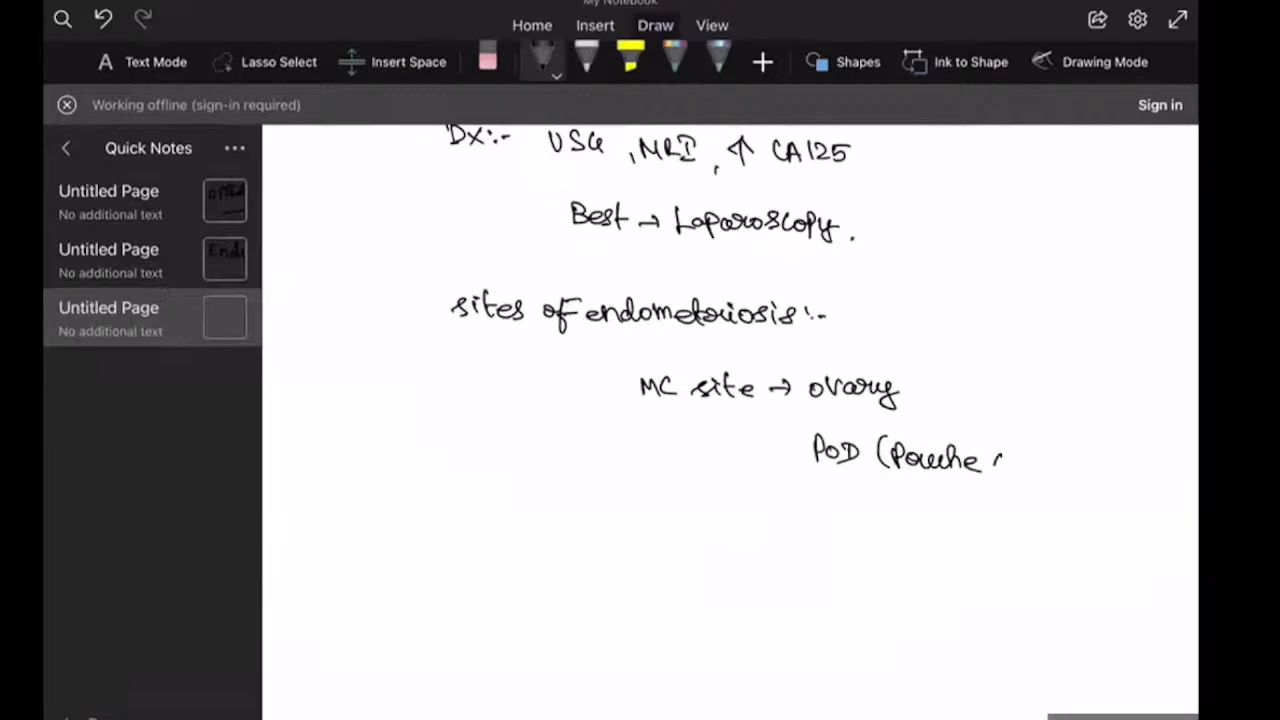 My Notebook
Home Insert Draw View
Text Mode Lasso Select Insert Space Shapes Ink to Shape Drawing Mode
Working offline (sign-in required) Sign in
Quick Notes
Untitled Page
No additional text
Untitled Page
No additional text
Untitled Page
No additional text
Dx:- USG, MRI, ↑ CA125
Best → Laparoscopy.
sites of endometriosis:-
MC site → ovary
POD (Pouche